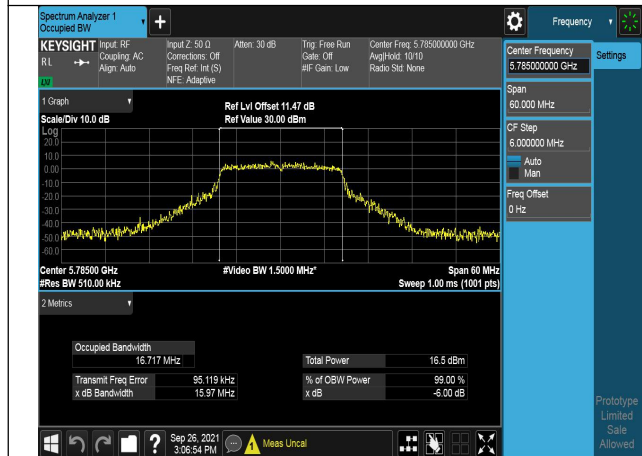 Spectrum Analyzer 1
Occupied BW
Frequency
KEYSIGHT
RL
LXI
Input: RF
Coupling: AC
Align: Auto
Input Z: 50 Ω
Corrections: Off
Freq Ref: Int (S)
NFE: Adaptive
Atten: 30 dB
Trig: Free Run
Gate: Off
#IF Gain: Low
Center Freq: 5.785000000 GHz
Avg|Hold: 10/10
Radio Std: None
Center Frequency
5.785000000 GHz
Settings
Span
60.000 MHz
CF Step
6.000000 MHz
Auto
Man
Freq Offset
0 Hz
1 Graph
Scale/Div 10.0 dB
Ref Lvl Offset 11.47 dB
Ref Value 30.00 dBm
Log
20.0
10.0
0.00
-10.0
-20.0
-30.0
-40.0
-50.0
-60.0
Center 5.78500 GHz
#Res BW 510.00 kHz
#Video BW 1.5000 MHz*
Span 60 MHz
Sweep 1.00 ms (1001 pts)
2 Metrics
Occupied Bandwidth
16.717 MHz
Total Power
16.5 dBm
Transmit Freq Error
95.119 kHz
% of OBW Power
99.00 %
x dB Bandwidth
15.97 MHz
x dB
-6.00 dB
Prototype
Limited
Sale
Allowed
?
Sep 26, 2021
3:06:54 PM
Meas Uncal